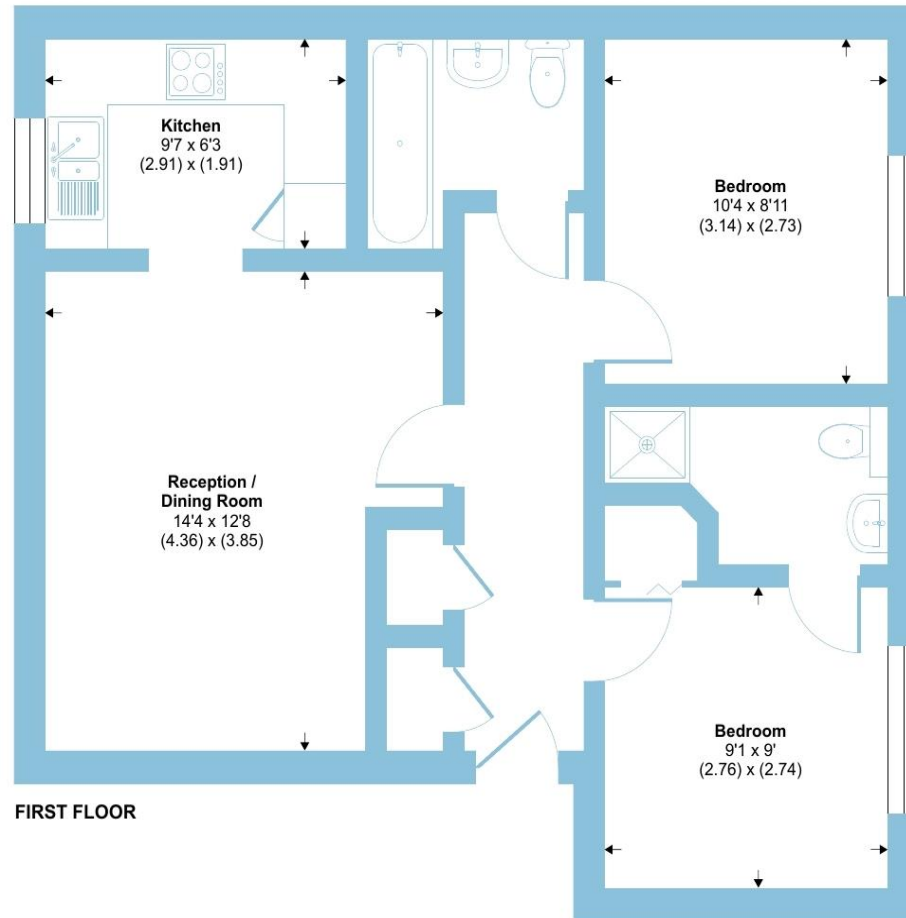 Kitchen
9'7 x 6'3
(2.91) x (1.91)
Bedroom
10'4 x 8'11
(3.14) x (2.73)
Reception /
Dining Room
14'4 x 12'8
(4.36) x (3.85)
Bedroom
9'1 x 9'
(2.76) x (2.74)
FIRST FLOOR